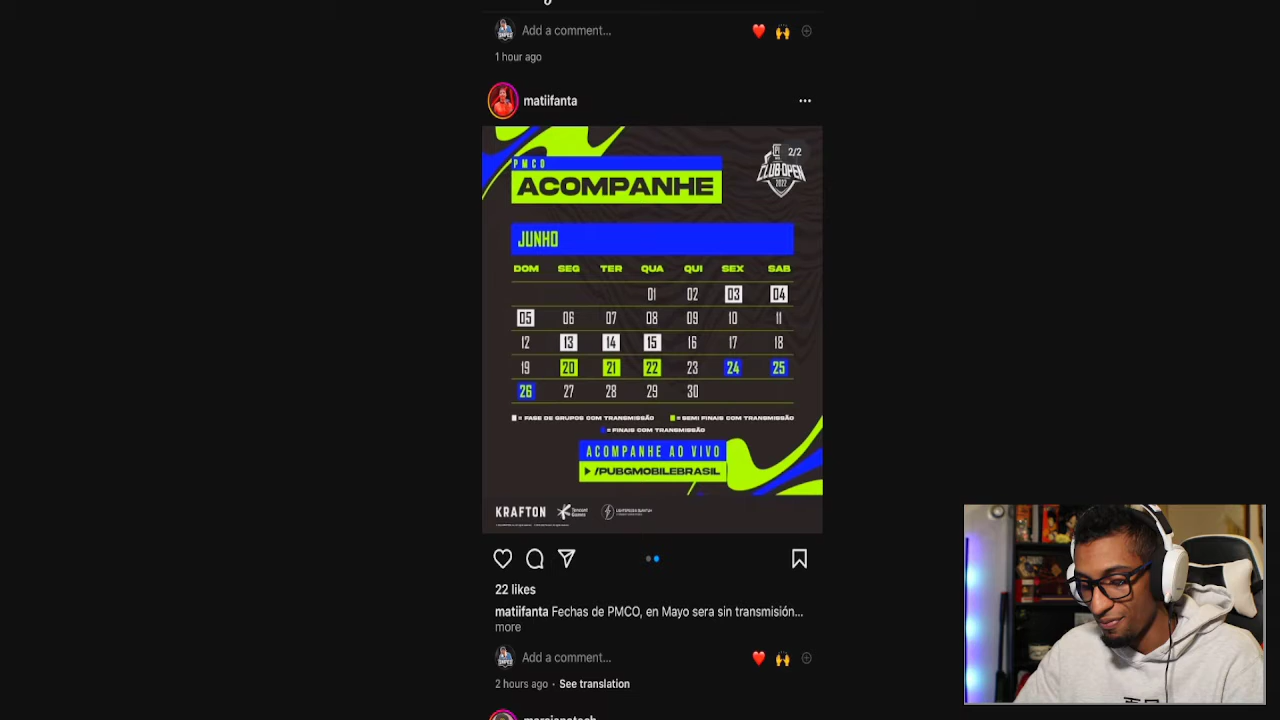 Add a comment...
1 hour ago
matiifanta
2/2
PMCO
CLUB OPEN
2022
ACOMPANHE
JUNHO
DOM SEG TER QUA QUI SEX SAB
01 02 03 04
05 06 07 08 09 10 11
12 13 14 15 16 17 18
19 20 21 22 23 24 25
26 27 28 29 30
= FASE DE GRUPOS COM TRANSMISSÃO = SEMI FINAIS COM TRANSMISSÃO
= FINAIS COM TRANSMISSÃO
ACOMPANHE AO VIVO
/PUBGMOBILEBRASIL
KRAFTON Tencent Games
22 likes
matiifanta Fechas de PMCO, en Mayo sera sin transmisión...
more
Add a comment...
2 hours ago • See translation